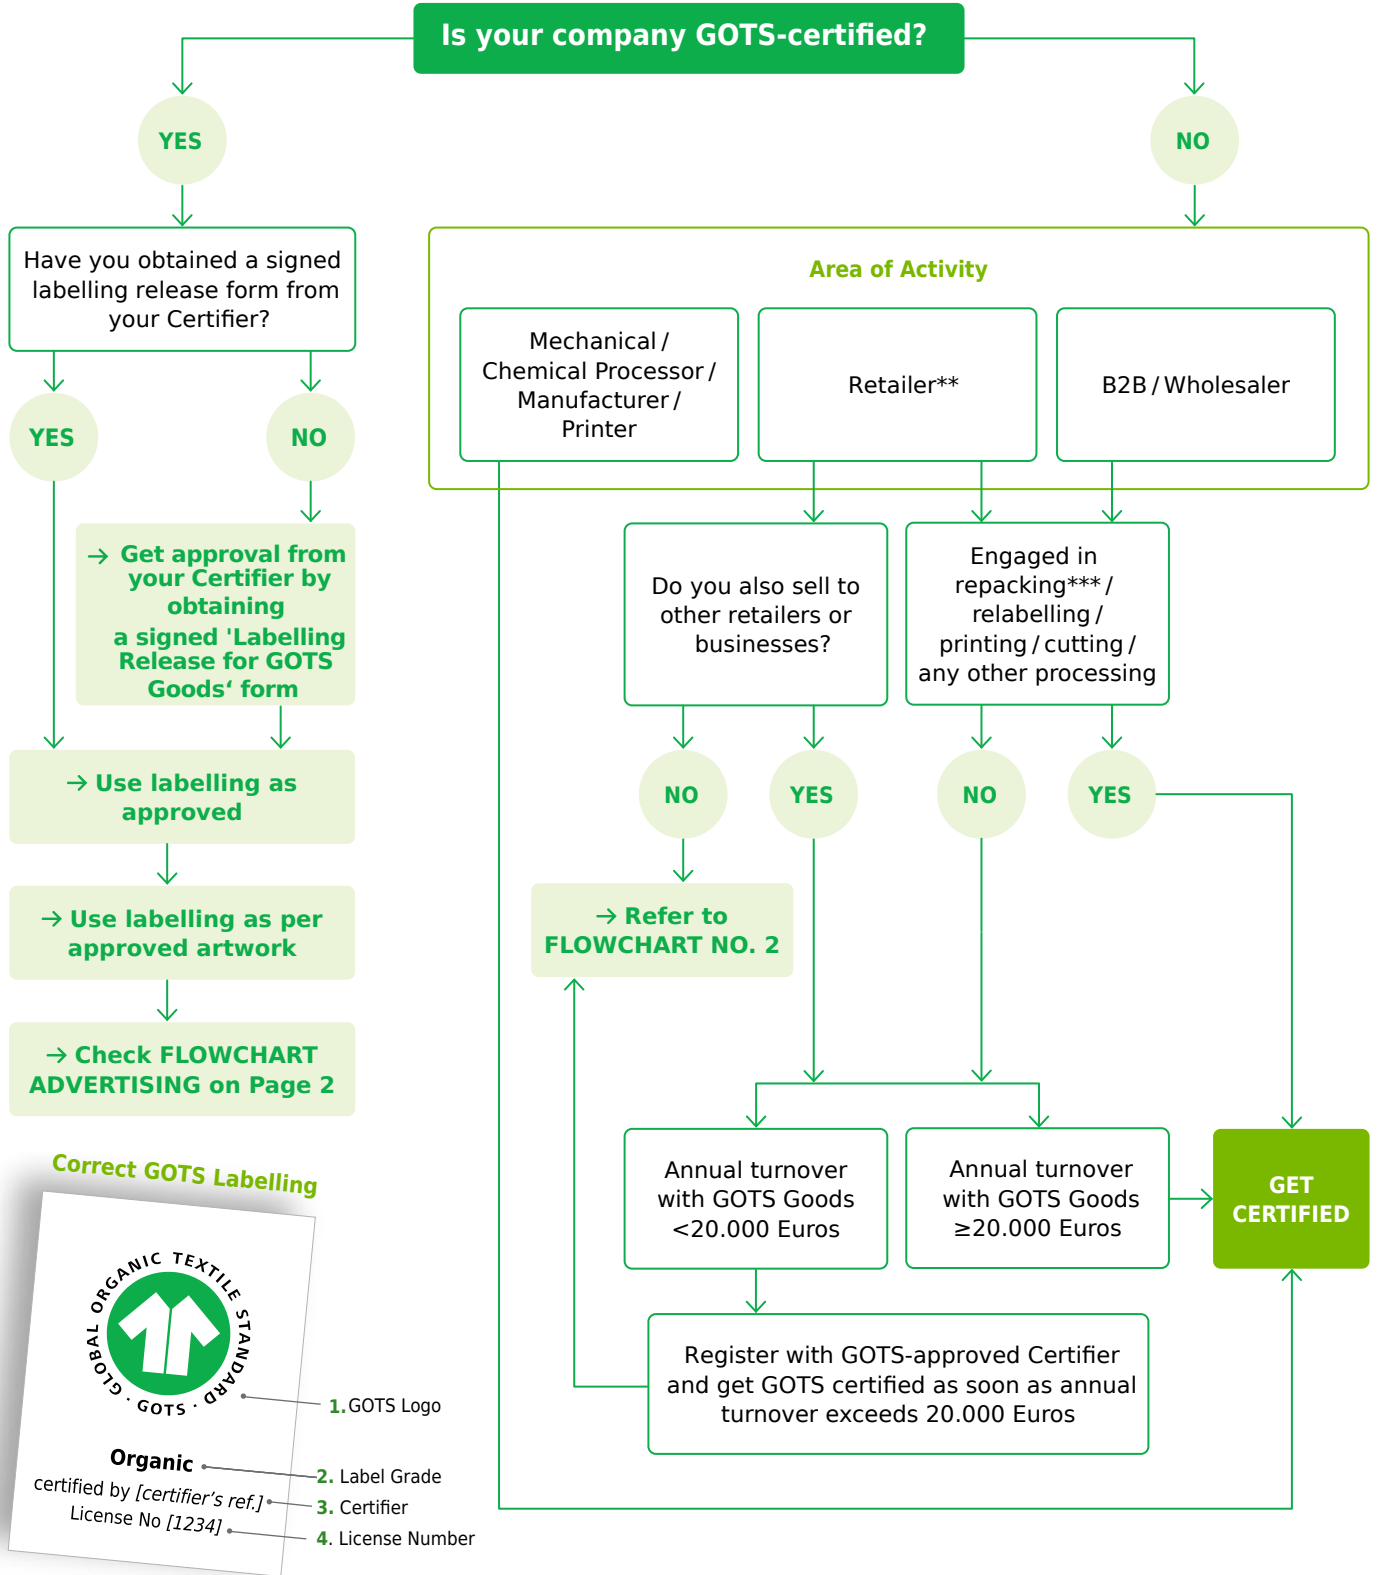 Is your company GOTS-certified?
YES
NO
Have you obtained a signed
labelling release form from
your Certifier?
YES
NO
→ Get approval from
your Certifier by
obtaining
a signed 'Labelling
Release for GOTS
Goods‘ form
→ Use labelling as
approved
→ Use labelling as per
approved artwork
→ Check FLOWCHART
ADVERTISING on Page 2
Area of Activity
Mechanical /
Chemical Processor /
Manufacturer /
Printer
Retailer**
B2B / Wholesaler
Do you also sell to
other retailers or
businesses?
Engaged in
repacking*** /
relabelling /
printing / cutting /
any other processing
NO
YES
NO
YES
→ Refer to
FLOWCHART NO. 2
Annual turnover
with GOTS Goods
<20.000 Euros
Annual turnover
with GOTS Goods
≥20.000 Euros
GET
CERTIFIED
Register with GOTS-approved Certifier
and get GOTS certified as soon as annual
turnover exceeds 20.000 Euros
Correct GOTS Labelling
GLOBAL ORGANIC TEXTILE STANDARD · GOTS ·
Organic
certified by [certifier’s ref.]
License No [1234]
1. GOTS Logo
2. Label Grade
3. Certifier
4. License Number